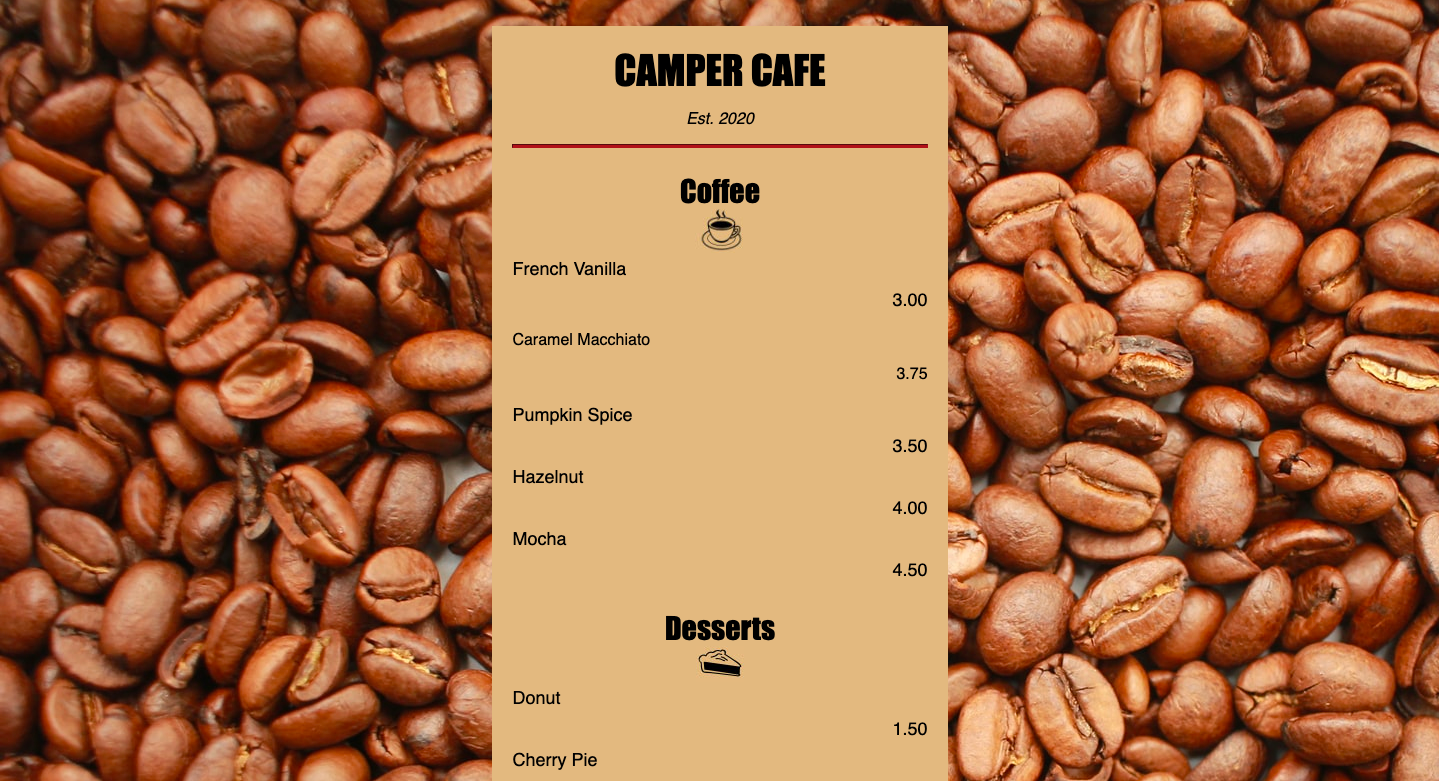 CAMPER CAFE
Est. 2020
Coffee
French Vanilla
3.00
Caramel Macchiato
3.75
Pumpkin Spice
3.50
Hazelnut
4.00
Mocha
4.50
Desserts
Donut
1.50
Cherry Pie